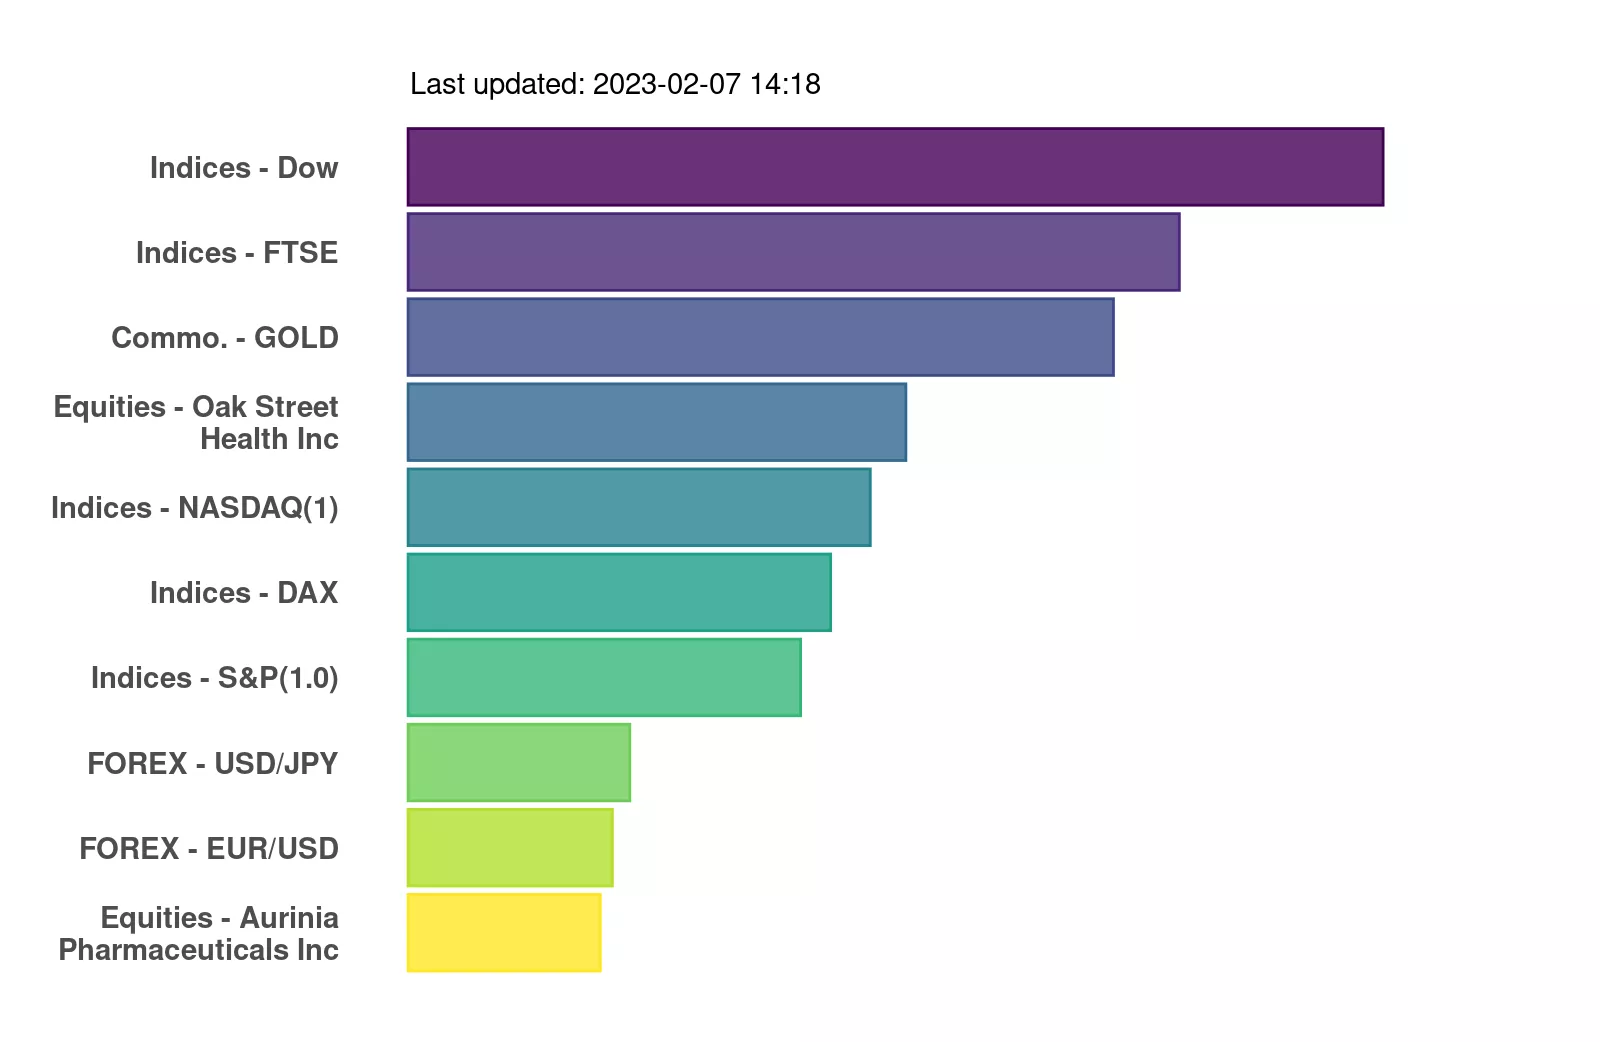 Last updated: 2023-02-07 14:18
Indices - Dow
Indices - FTSE
Commo. - GOLD
Equities - Oak Street
Health Inc
Indices - NASDAQ(1)
Indices - DAX
Indices - S&P(1.0)
FOREX - USD/JPY
FOREX - EUR/USD
Equities - Aurinia
Pharmaceuticals Inc